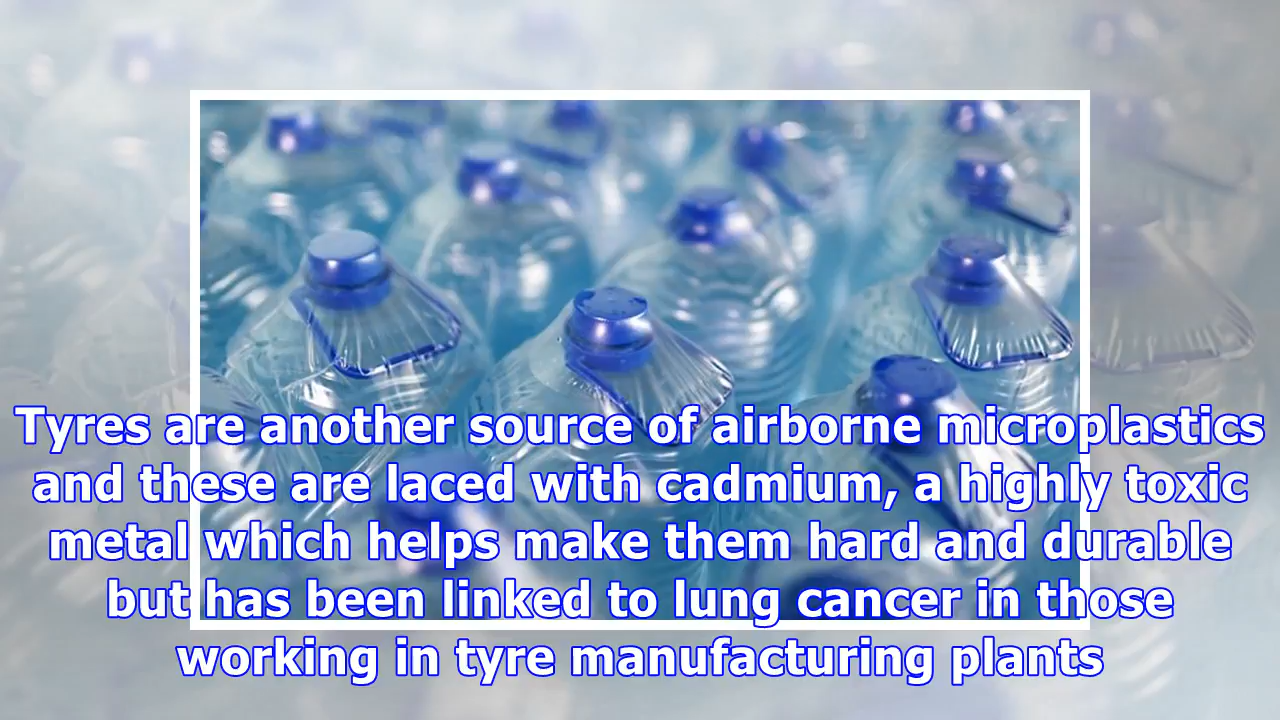 Tyres are another source of airborne microplastics
and these are laced with cadmium, a highly toxic
metal which helps make them hard and durable
but has been linked to lung cancer in those
working in tyre manufacturing plants